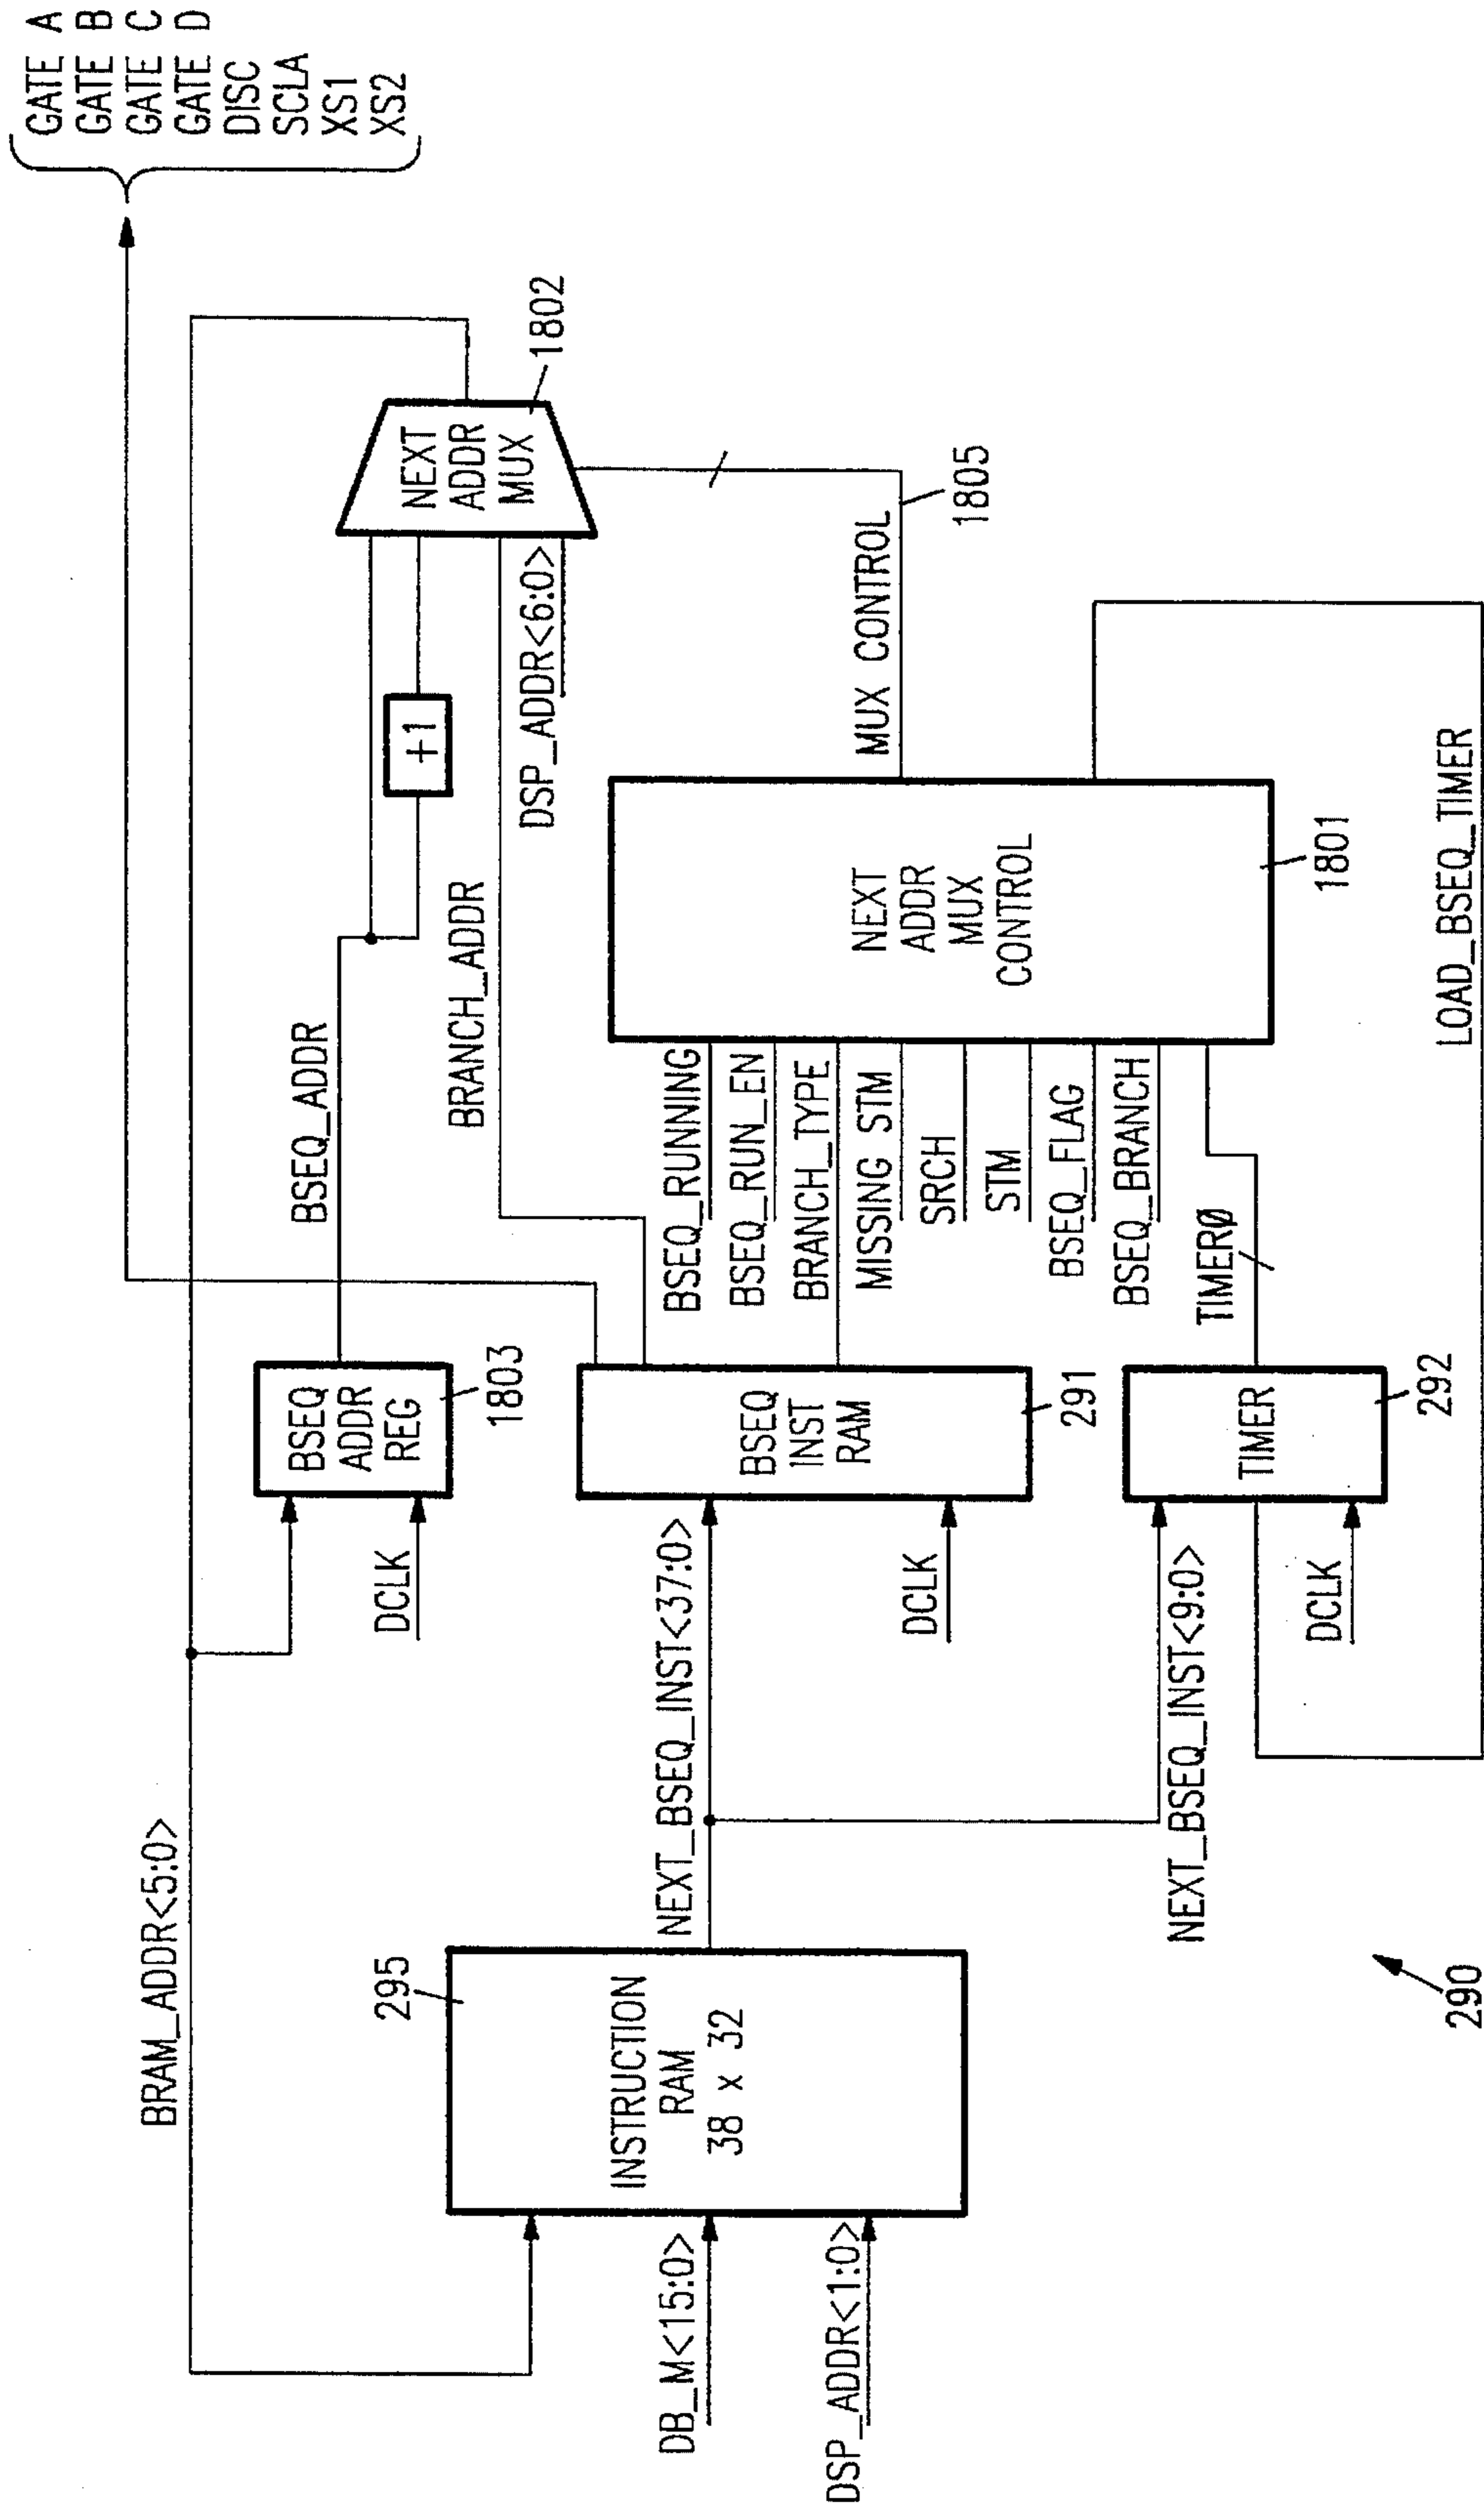 GATE A
GATE B
GATE C
GATE D
DISC
SCLA
XS1
XS2
BRAM_ADDR<5:0>
BSEQ_ADDR
BRANCH_ADDR
+1
DSP_ADDR<6:0>
NEXT
ADDR
MUX
1802
BSEQ
ADDR
REG
1803
DCLK
295
INSTRUCTION
RAM
38 x 32
DB_M<15:0>
DSP_ADDR<1:0>
NEXT_BSEQ_INST<37:0>
DCLK
BSEQ
INST
RAM
291
BSEQ_RUNNING
BSEQ_RUN_EN
BRANCH_TYPE
MISSING STM
SRCH
STM
BSEQ_FLAG
BSEQ_BRANCH
TIMERØ
NEXT
ADDR
MUX
CONTROL
1801
MUX CONTROL
1805
NEXT_BSEQ_INST<9:0>
DCLK
TIMER
292
LOAD_BSEQ_TIMER
290